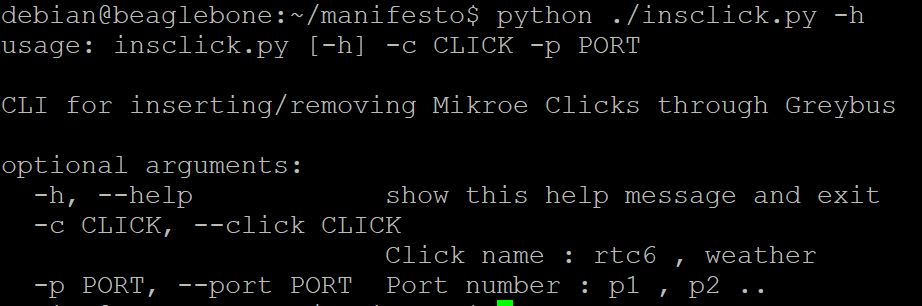 debian@beaglebone:~/manifesto$ python ./insclick.py -h
usage: insclick.py [-h] -c CLICK -p PORT
CLI for inserting/removing Mikroe Clicks through Greybus
optional arguments:
-h, --help show this help message and exit
-c CLICK, --click CLICK
Click name : rtc6 , weather
-p PORT, --port PORT Port number : p1 , p2 ..